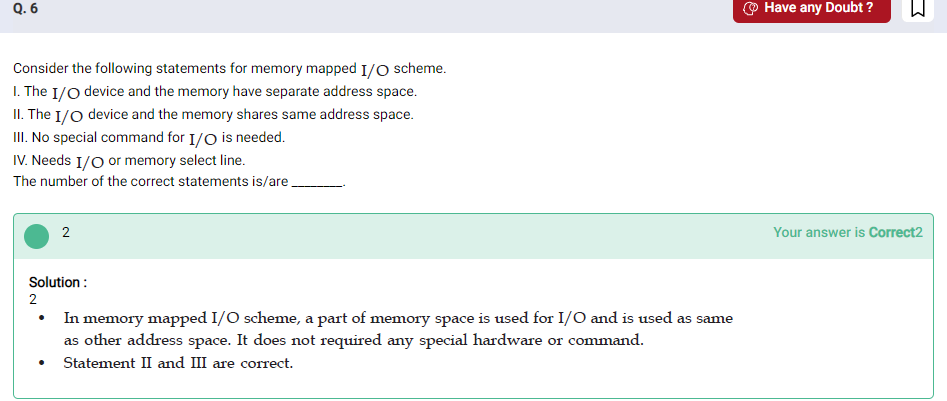 Q. 6
Have any Doubt ?
Consider the following statements for memory mapped I/O scheme.
I. The I/O device and the memory have separate address space.
II. The I/O device and the memory shares same address space.
III. No special command for I/O is needed.
IV. Needs I/O or memory select line.
The number of the correct statements is/are ________.
2
Your answer is Correct2
Solution :
2
• In memory mapped I/O scheme, a part of memory space is used for I/O and is used as same
as other address space. It does not required any special hardware or command.
• Statement II and III are correct.